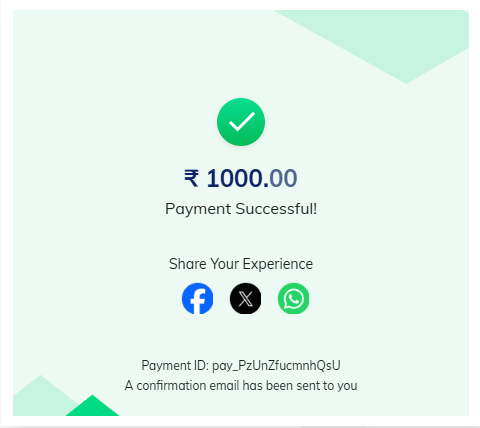 ₹ 1000.00
Payment Successful!
Share Your Experience
Payment ID: pay_PzUnZfucmnhQsU
A confirmation email has been sent to you